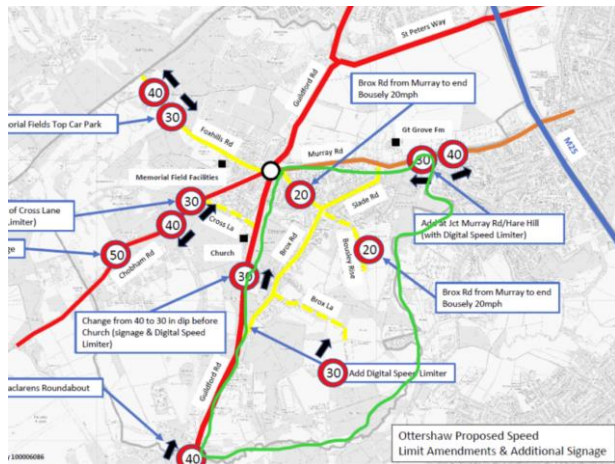 St Peters Way
Guildford Rd
Brox Rd from Murray to end
Bousely 20mph
40
30
orial Fields Top Car Park
Foxhills Rd
Gt Grove Fm
Murray Rd
M25
30
40
Memorial Field Facilities
of Cross Lane
imiter)
30
20
Slade Rd
Add at Jct Murray Rd/Hare Hill
(with Digital Speed Limiter)
40
Cross La
ge
50
Chobham Rd
Church
Brox Rd
Bousley Rise
20
30
Brox Rd from Murray to end
Bousely 20mph
Change from 40 to 30 in dip before
Church (signage & Digital Speed
Limiter)
Brox La
30
Add Digital Speed Limiter
Guildford Rd
aclarens Roundabout
40
Ottershaw Proposed Speed
Limit Amendments & Additional Signage
100006086